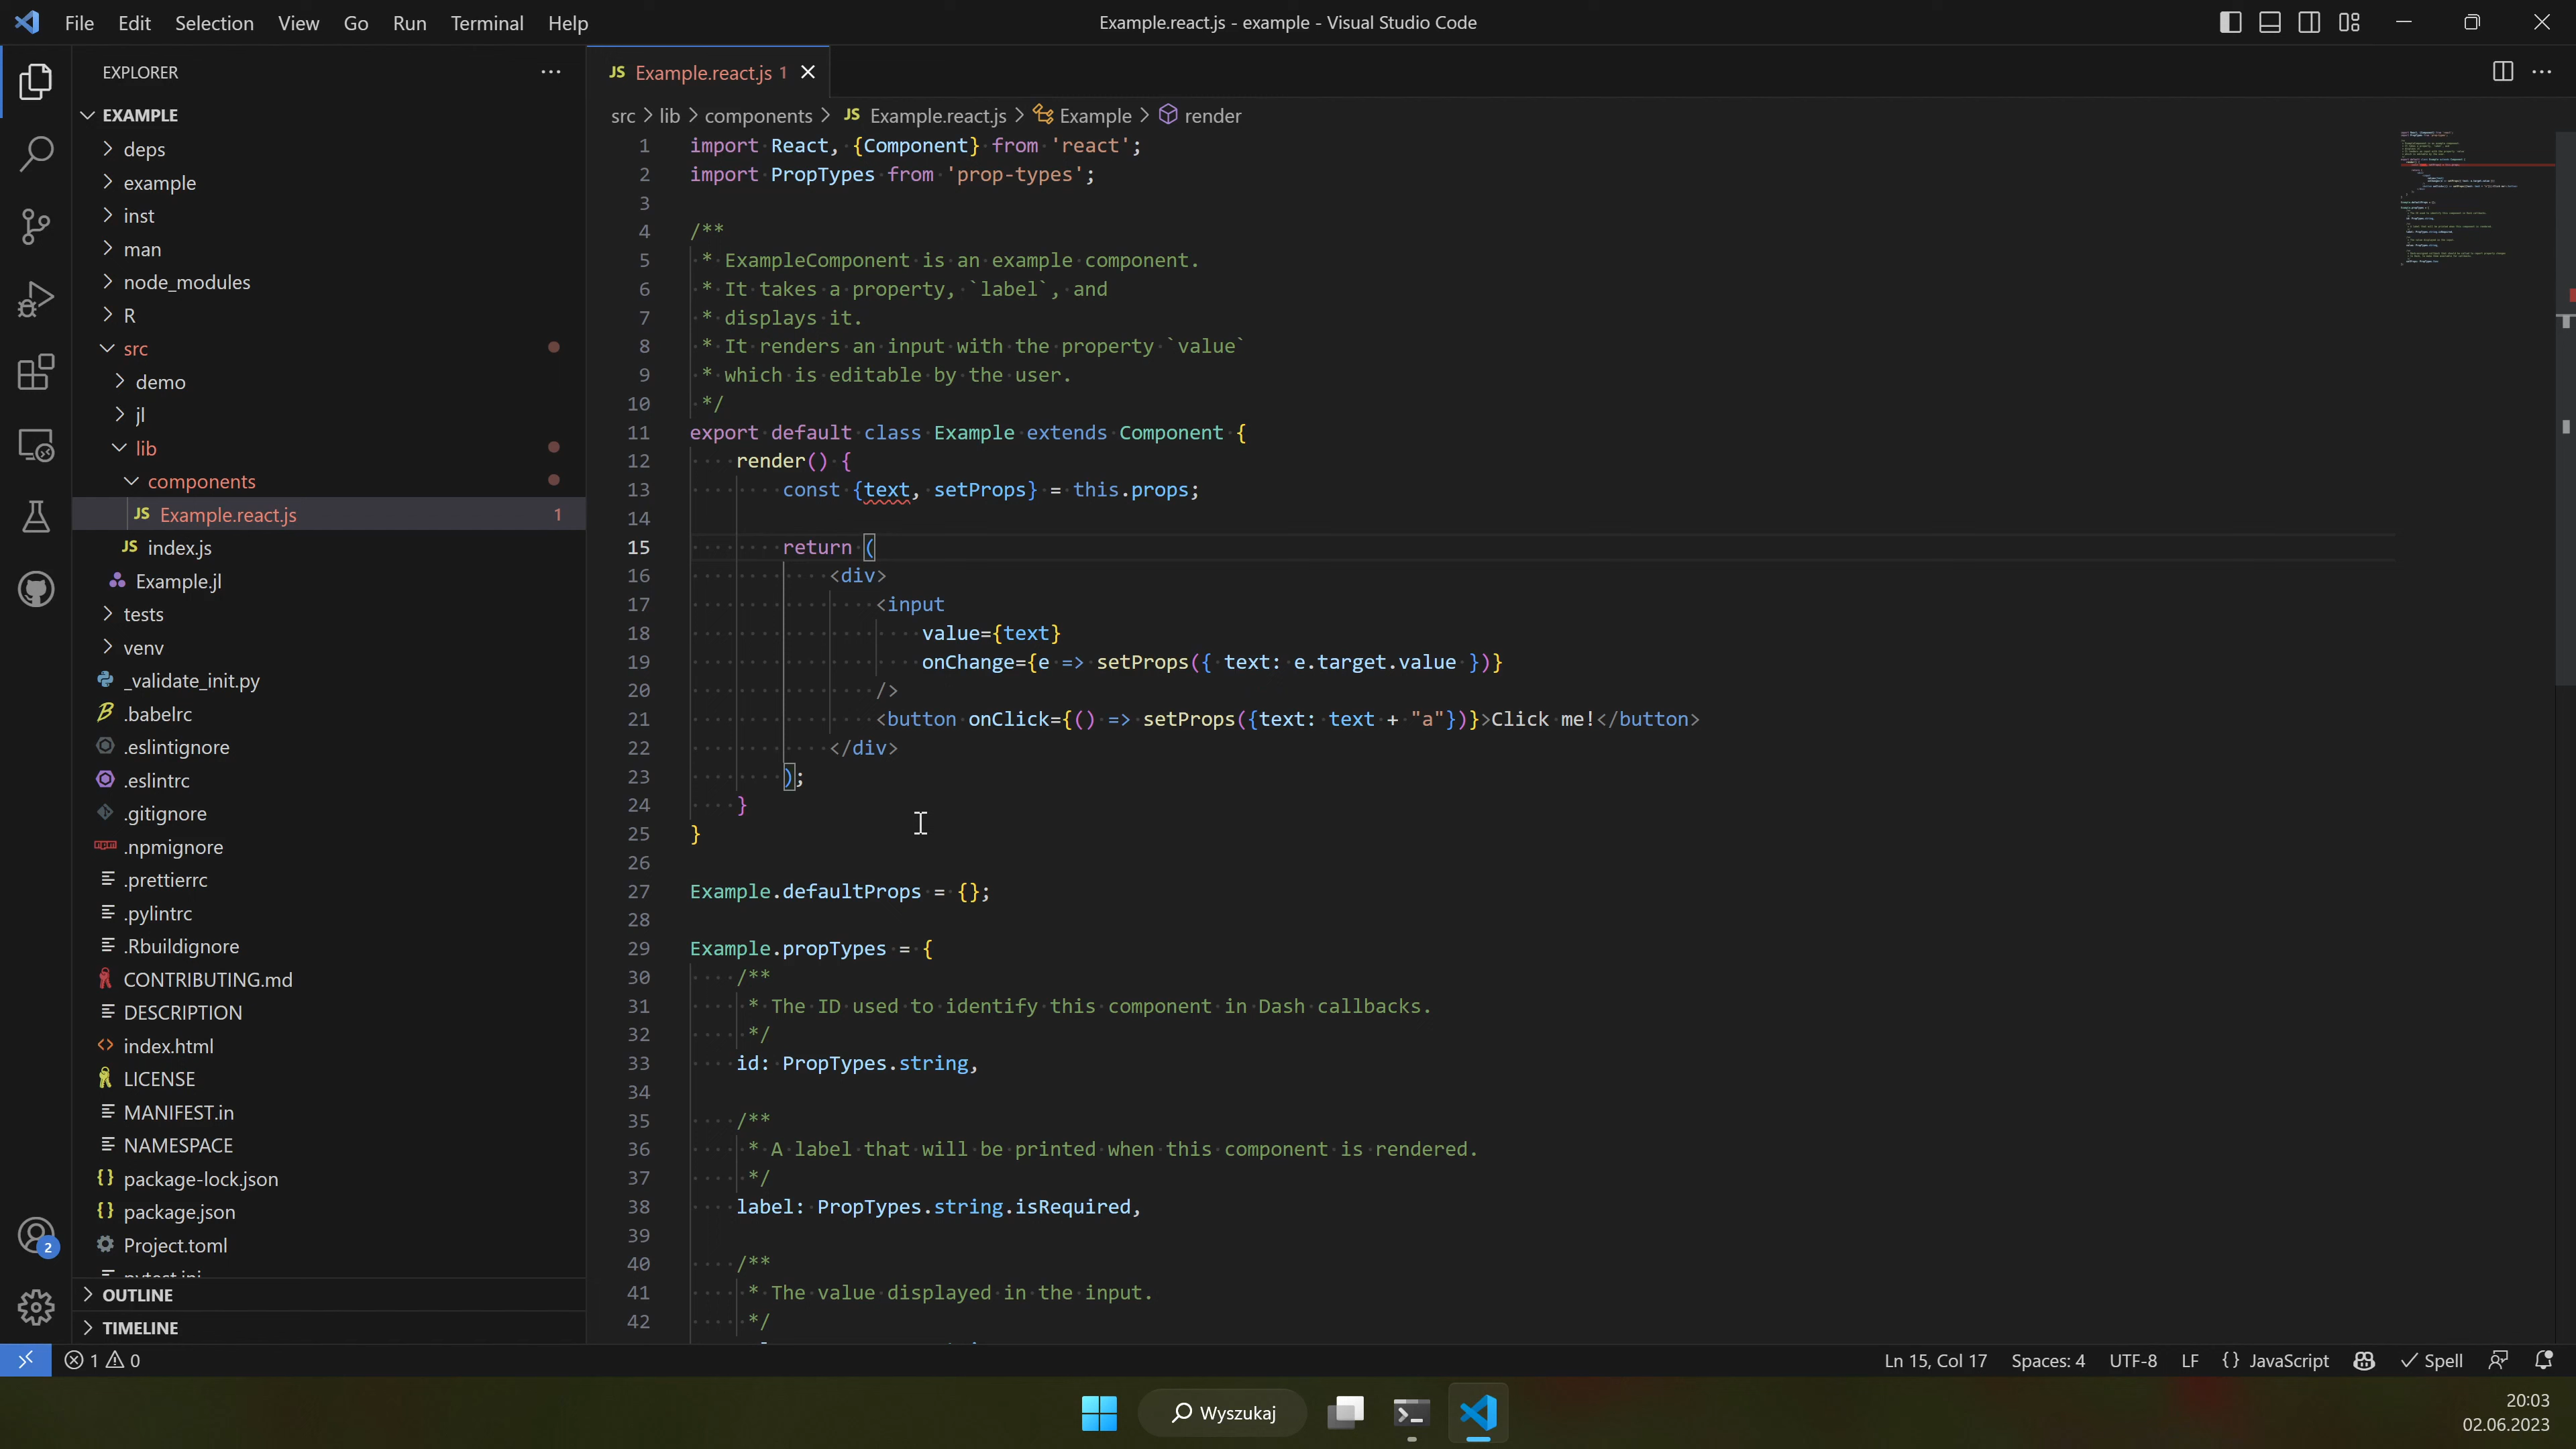 File Edit Selection View Go Run Terminal Help
Example.react.js - example - Visual Studio Code
EXPLORER
EXAMPLE
deps
example
inst
man
node_modules
R
src
demo
jl
lib
components
JS Example.react.js 1
JS index.js
Example.jl
tests
venv
_validate_init.py
.babelrc
.eslintignore
.eslintrc
.gitignore
.npmignore
.prettierrc
.pylintrc
.Rbuildignore
CONTRIBUTING.md
DESCRIPTION
index.html
LICENSE
MANIFEST.in
NAMESPACE
package-lock.json
package.json
Project.toml
OUTLINE
TIMELINE
2
JS Example.react.js 1
src > lib > components > JS Example.react.js > Example > render
1 import React, {Component} from 'react';
2 import PropTypes from 'prop-types';
3
4 /**
5 * ExampleComponent is an example component.
6 * It takes a property, `label`, and
7 * displays it.
8 * It renders an input with the property `value`
9 * which is editable by the user.
10 */
11 export default class Example extends Component {
12 render() {
13 const {text, setProps} = this.props;
14
15 return (
16 <div>
17 <input
18 value={text}
19 onChange={e => setProps({ text: e.target.value })}
20 />
21 <button onClick={() => setProps({text: text + "a"})}>Click me!</button>
22 </div>
23 );
24 }
25 }
26
27 Example.defaultProps = {};
28
29 Example.propTypes = {
30 /**
31 * The ID used to identify this component in Dash callbacks.
32 */
33 id: PropTypes.string,
34
35 /**
36 * A label that will be printed when this component is rendered.
37 */
38 label: PropTypes.string.isRequired,
39
40 /**
41 * The value displayed in the input.
42 */
1 0
Ln 15, Col 17 Spaces: 4 UTF-8 LF {} JavaScript Spell
Wyszukaj
20:03
02.06.2023